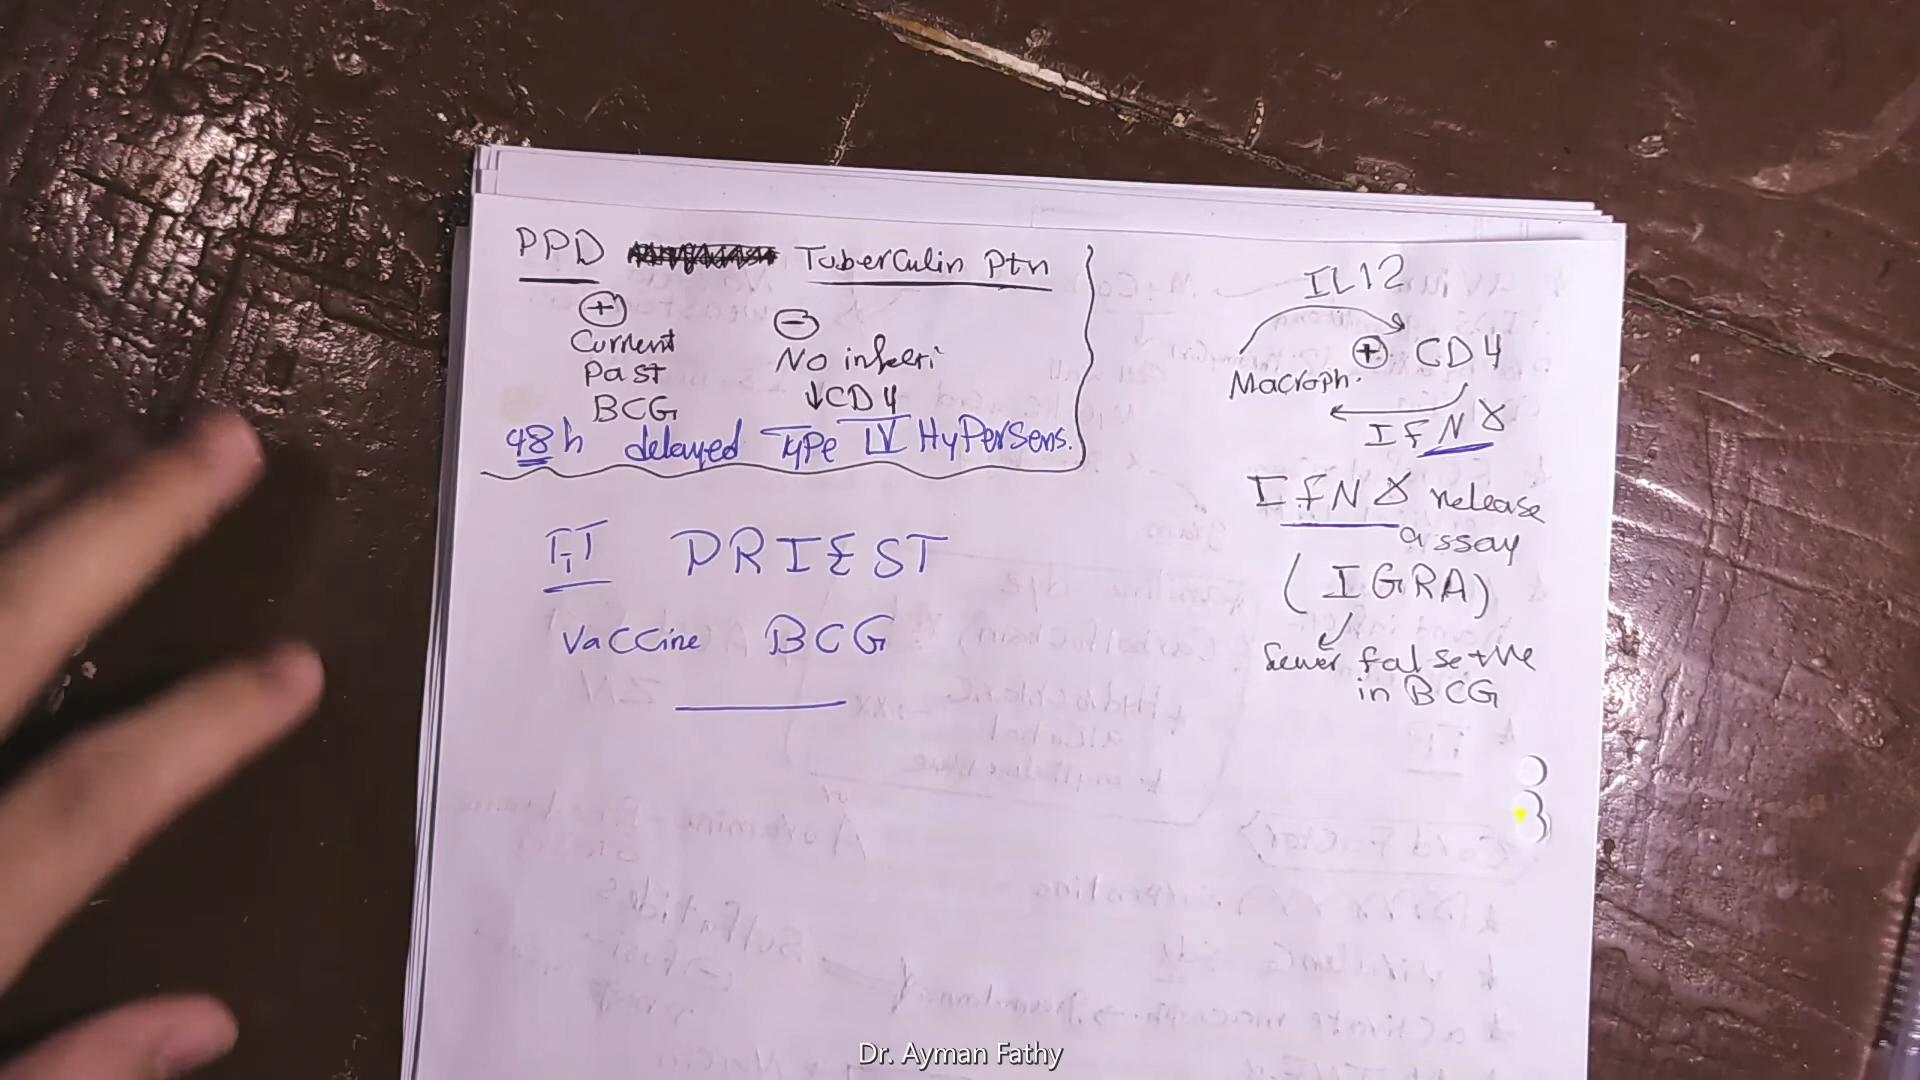 PPD Tuberculin Ptn
+ -
Current
Past
BCG
No infecti
↓CD4
48h delayed Type IV HyPerSens.
PRIEST
Vaccine BCG
IL12
Macroph. + CD4
IFN γ
IFN γ release
assay
(IGRA)
fewer false +ve
in BCG
Dr. Ayman Fathy